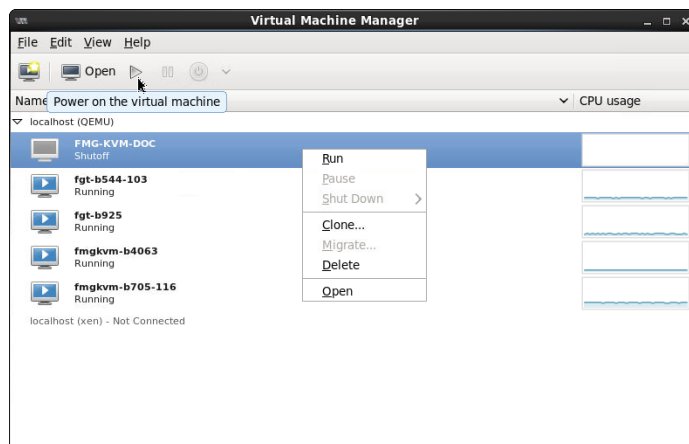 Virtual Machine Manager
File Edit View Help
Open
Name
Power on the virtual machine
CPU usage
localhost (QEMU)
FMG-KVM-DOC
Shutoff
Run
Pause
Shut Down
Clone...
Migrate...
Delete
Open
fgt-b544-103
Running
fgt-b925
Running
fmgkvm-b4063
Running
fmgkvm-b705-116
Running
localhost (xen) - Not Connected